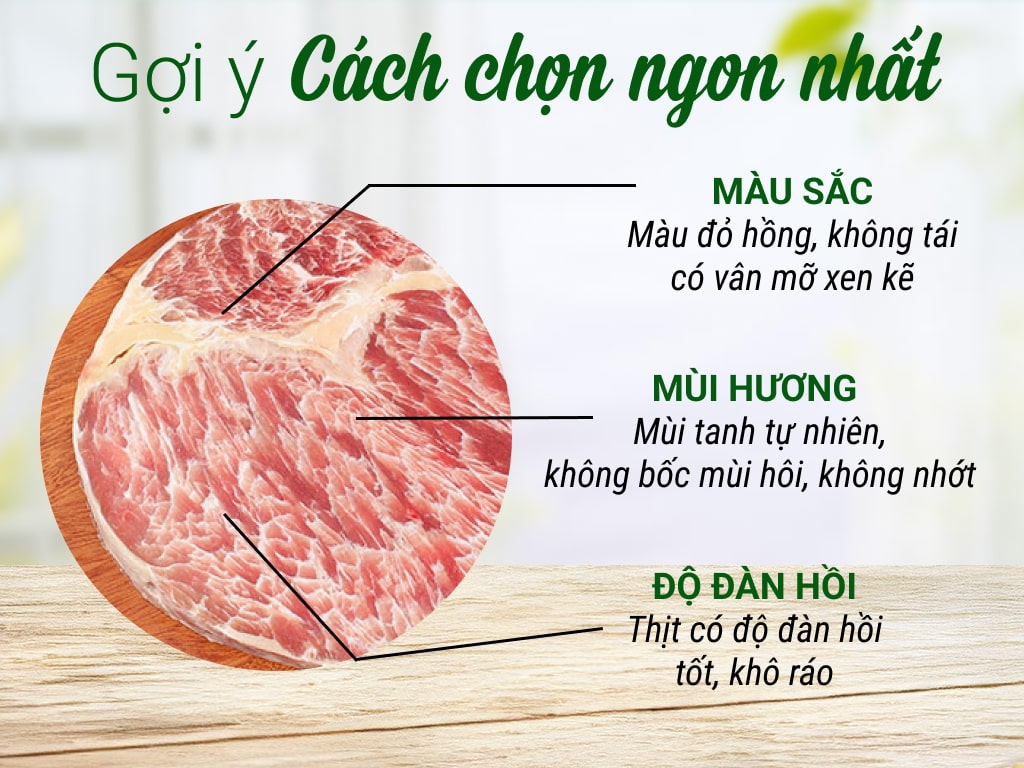 Gợi ý Cách chọn ngon nhất
MÀU SẮC
Màu đỏ hồng, không tái
có vân mỡ xen kẽ
MÙI HƯƠNG
Mùi tanh tự nhiên,
không bốc mùi hôi, không nhớt
ĐỘ ĐÀN HỒI
Thịt có độ đàn hồi
tốt, khô ráo